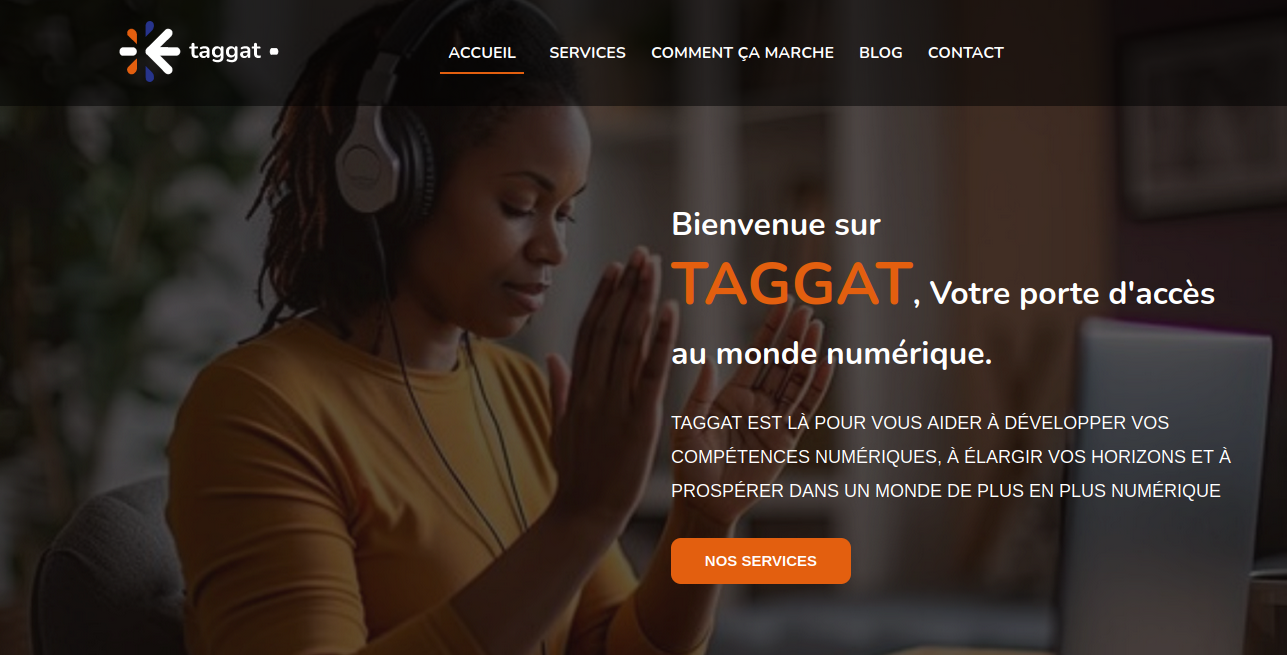 taggat
ACCUEIL SERVICES COMMENT ÇA MARCHE BLOG CONTACT
Bienvenue sur
TAGGAT, Votre porte d'accès
au monde numérique.
TAGGAT EST LÀ POUR VOUS AIDER À DÉVELOPPER VOS
COMPÉTENCES NUMÉRIQUES, À ÉLARGIR VOS HORIZONS ET À
PROSPÉRER DANS UN MONDE DE PLUS EN PLUS NUMÉRIQUE
NOS SERVICES